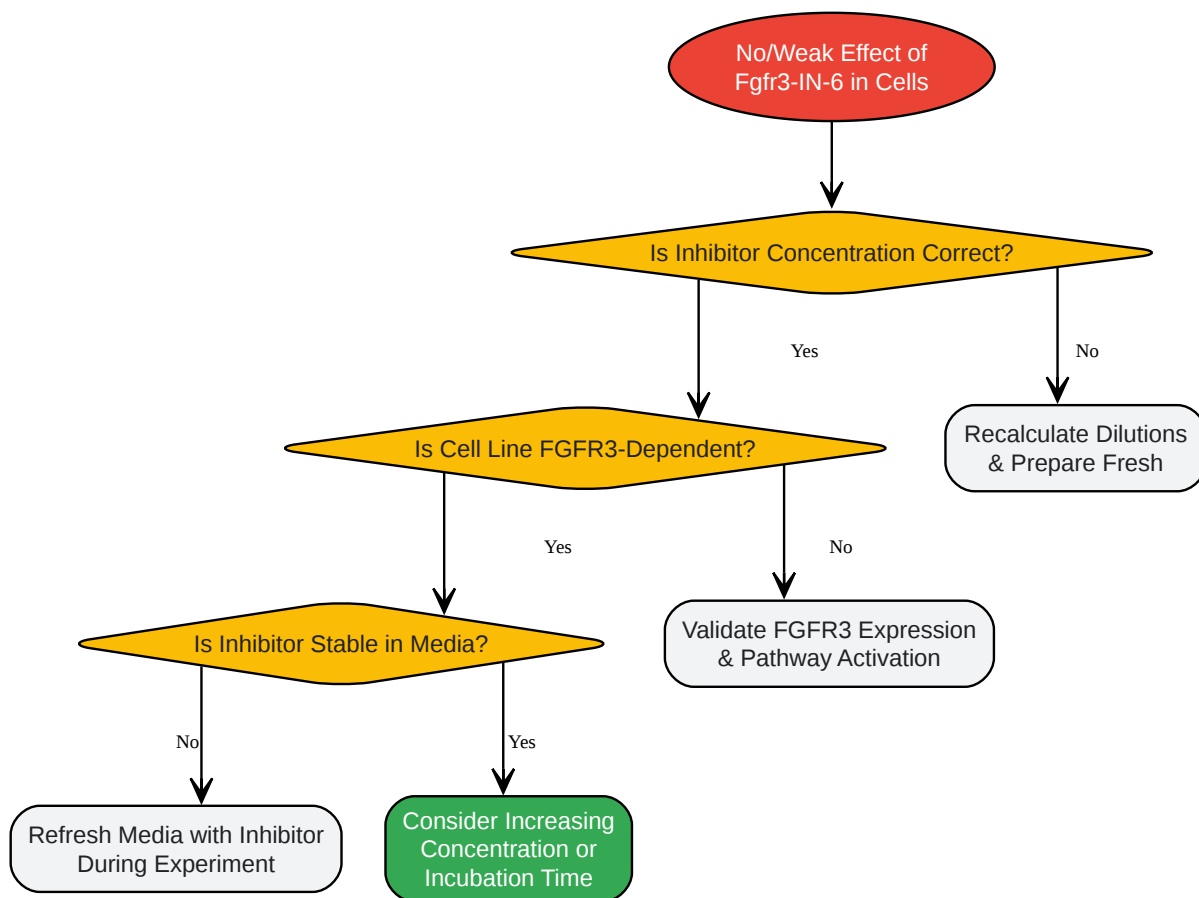 No/Weak Effect of
Fgfr3-IN-6 in Cells
Is Inhibitor Concentration Correct?
Yes
No
Recalculate Dilutions
& Prepare Fresh
Is Cell Line FGFR3-Dependent?
Yes
No
Validate FGFR3 Expression
& Pathway Activation
Is Inhibitor Stable in Media?
No
Yes
Refresh Media with Inhibitor
During Experiment
Consider Increasing
Concentration or
Incubation Time